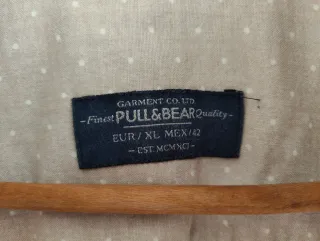 GARMENT CO. LTD
-Finest PULL&BEAR Quality-
EUR/ XL MEX/42
- EST. MCMXCI -